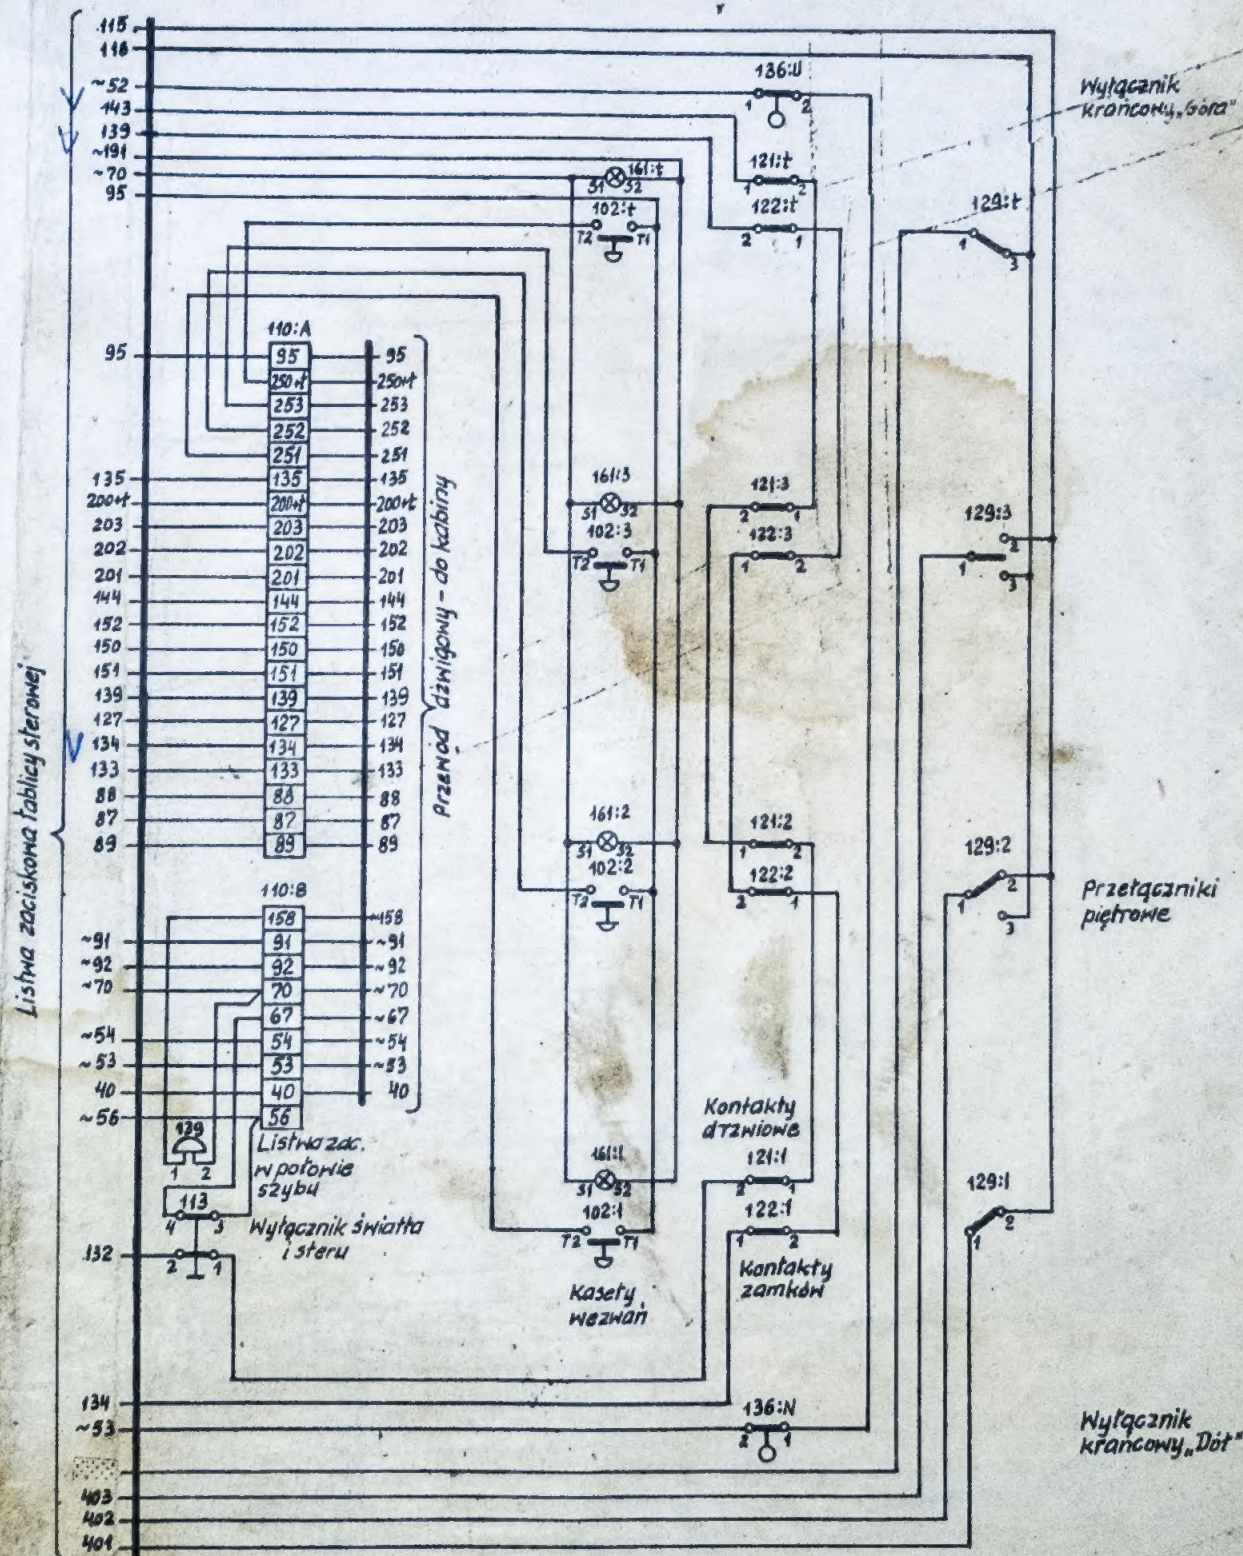 115
116
~52
143
139
~191
~70
95
136:U
1 2
Wyłącznik
krańcowy „Góra"
161:t
S1 S2
121:t
1 2
102:t
T2 T1
122:t
2 1
129:t
1
3
110:A
95 95 95
250+t 250+t
253 253
252 252
251 251
135 135 135
200+t 200+t 200+t
203 203 203
202 202 202
201 201 201
144 144 144
152 152 152
150 150 150
151 151 151
139 139 139
127 127 127
134 134 134
133 133 133
88 88 88
87 87 87
89 89 89
Przewód dźwigowy - do kabiny
Listwa zaciskowa tablicy sterowej
161:3
S1 S2
102:3
T2 T1
121:3
2 1
122:3
1 2
129:3
2
1
3
161:2
S1 S2
102:2
T2 T1
121:2
1 2
122:2
2 1
129:2
2
1
3
Przełączniki
piętrowe
110:B
158 ~158
~91 91 ~91
~92 92 ~92
~70 70 ~70
67 ~67
~54 54 ~54
~53 53 ~53
40 40 40
~56 56
139
1 2
Listwa zac.
w połowie
szybu
113
4 3
Wyłącznik światła
i steru
132
2 1
161:1
S1 S2
102:1
T2 T1
Kasety
wezwań
Kontakty
drzwiowe
121:1
2 1
122:1
1 2
Kontakty
zamków
129:1
2
1
134
~53
136:N
2 1
Wyłącznik
krańcowy „Dół"
403
402
401